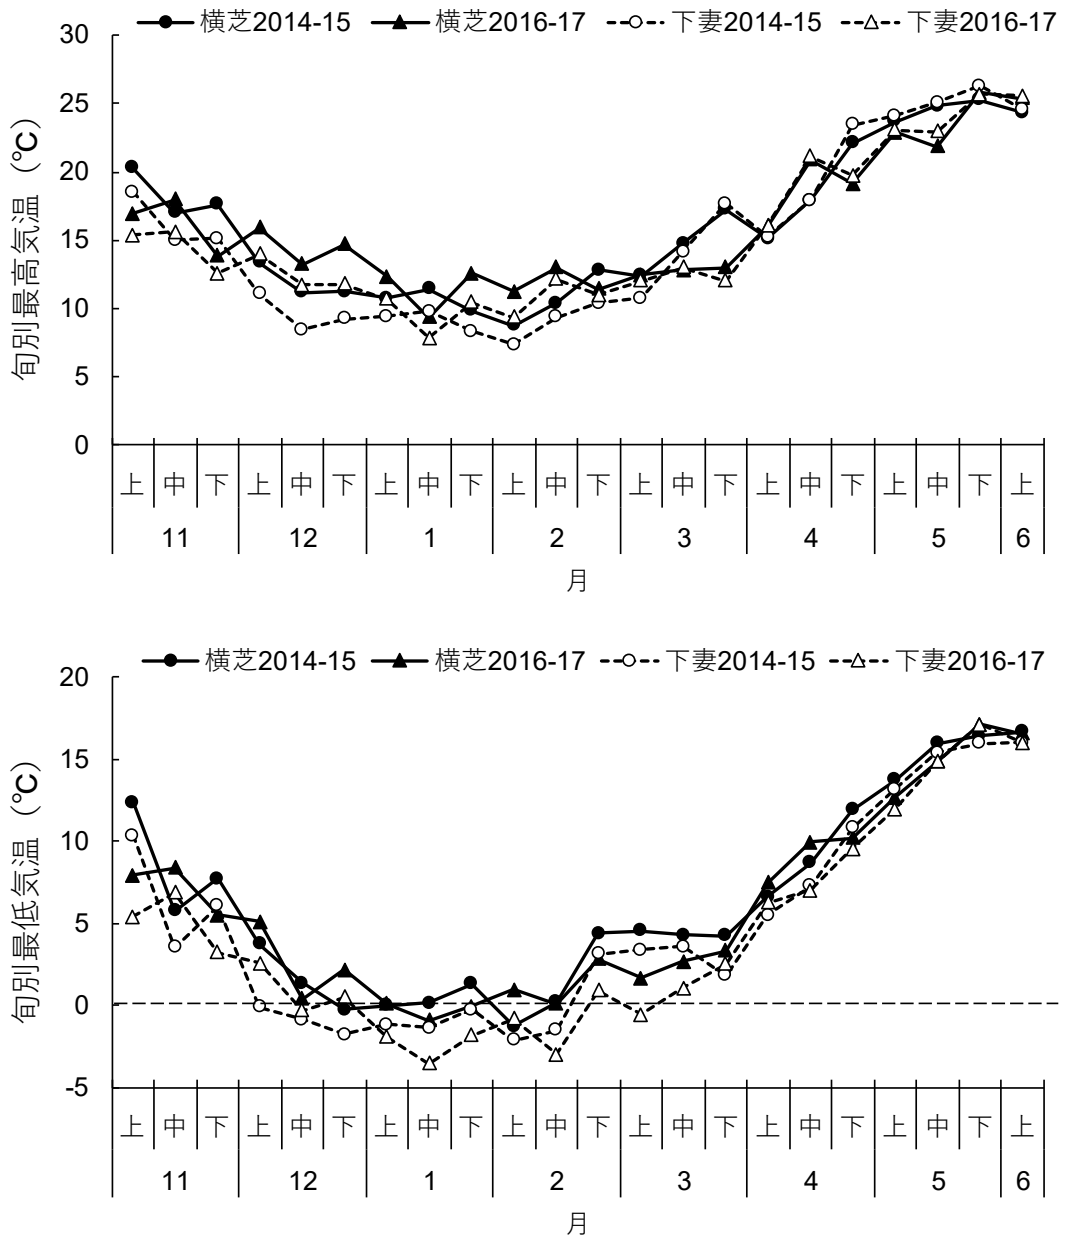 横芝2014-15 横芝2016-17 下妻2014-15 下妻2016-17
旬別最高気温（℃）
30
25
20
15
10
5
0
上 中 下 上 中 下 上 中 下 上 中 下 上 中 下 上 中 下 上 中 下 上
11 12 1 2 3 4 5 6
月
横芝2014-15 横芝2016-17 下妻2014-15 下妻2016-17
旬別最低気温（℃）
20
15
10
5
0
-5
上 中 下 上 中 下 上 中 下 上 中 下 上 中 下 上 中 下 上 中 下 上
11 12 1 2 3 4 5 6
月